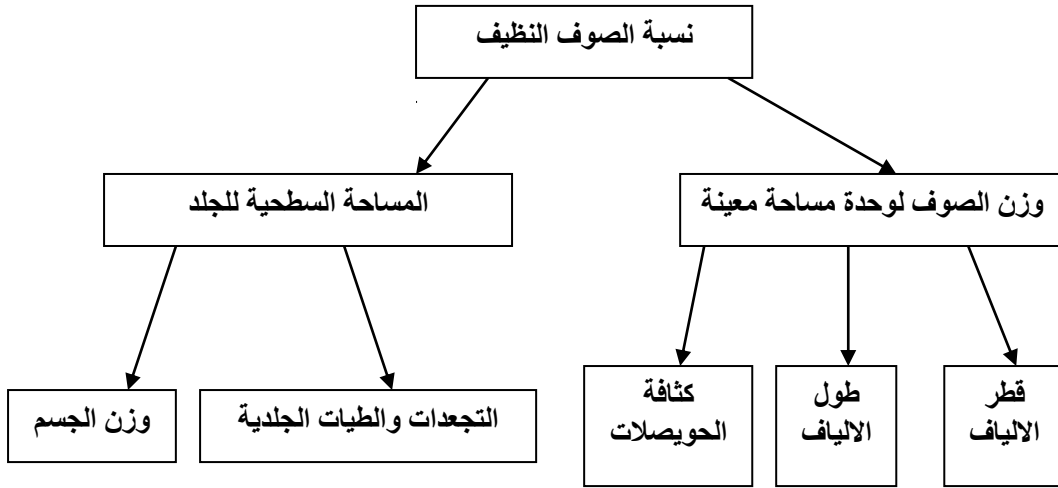 نسبة الصوف النظيف
وزن الصوف لوحدة مساحة معينة
المساحة السطحية للجلد
قطر
الالياف
طول
الالياف
كثافة
الحويصلات
التجعدات والطيات الجلدية
وزن الجسم